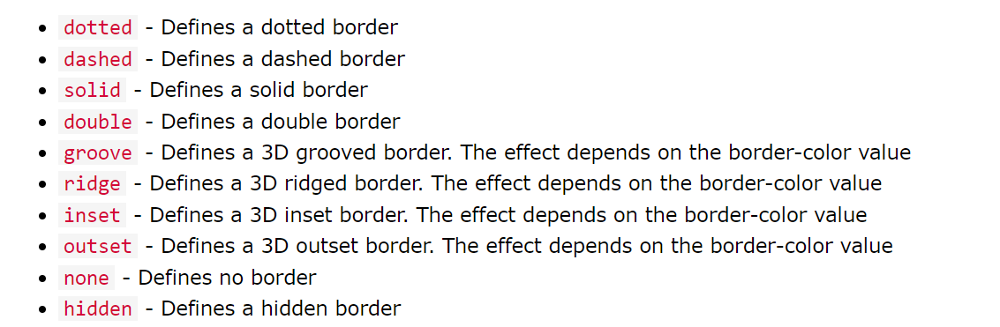 dotted - Defines a dotted border
dashed - Defines a dashed border
solid - Defines a solid border
double - Defines a double border
groove - Defines a 3D grooved border. The effect depends on the border-color value
ridge - Defines a 3D ridged border. The effect depends on the border-color value
inset - Defines a 3D inset border. The effect depends on the border-color value
outset - Defines a 3D outset border. The effect depends on the border-color value
none - Defines no border
hidden - Defines a hidden border